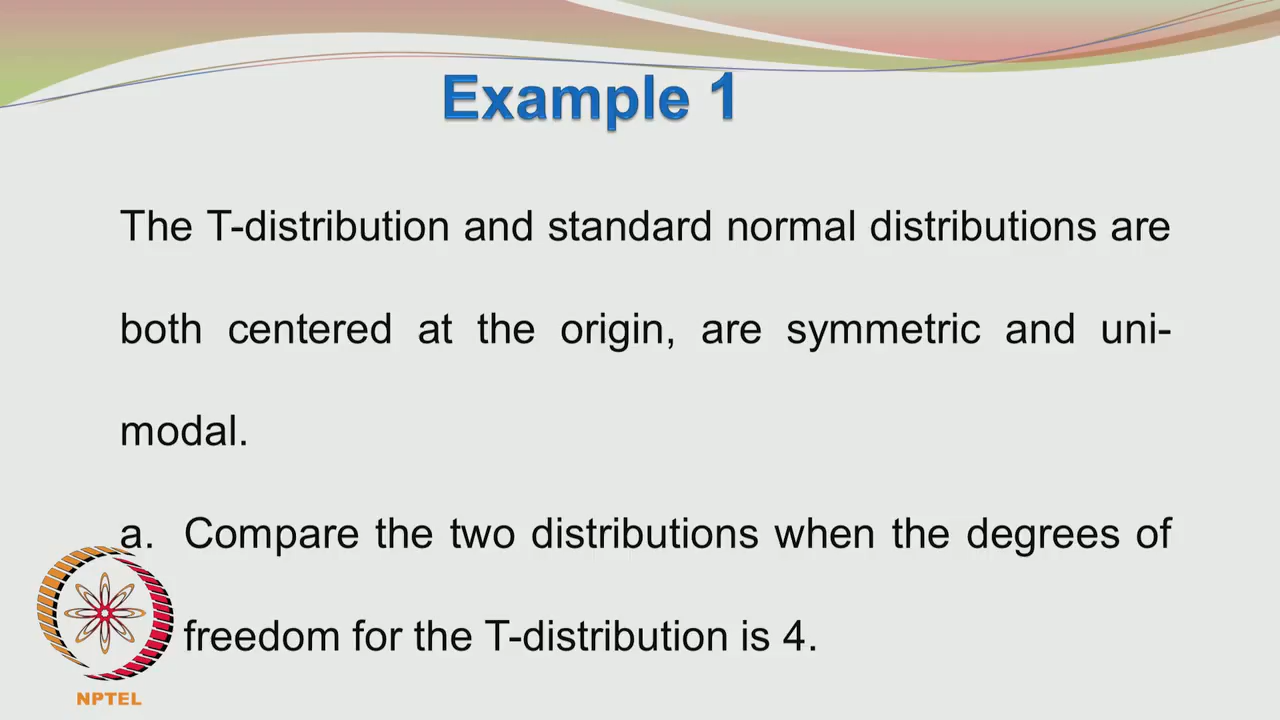 Example 1
The T-distribution and standard normal distributions are
both centered at the origin, are symmetric and uni-
modal.
a. Compare the two distributions when the degrees of
freedom for the T-distribution is 4.
NPTEL